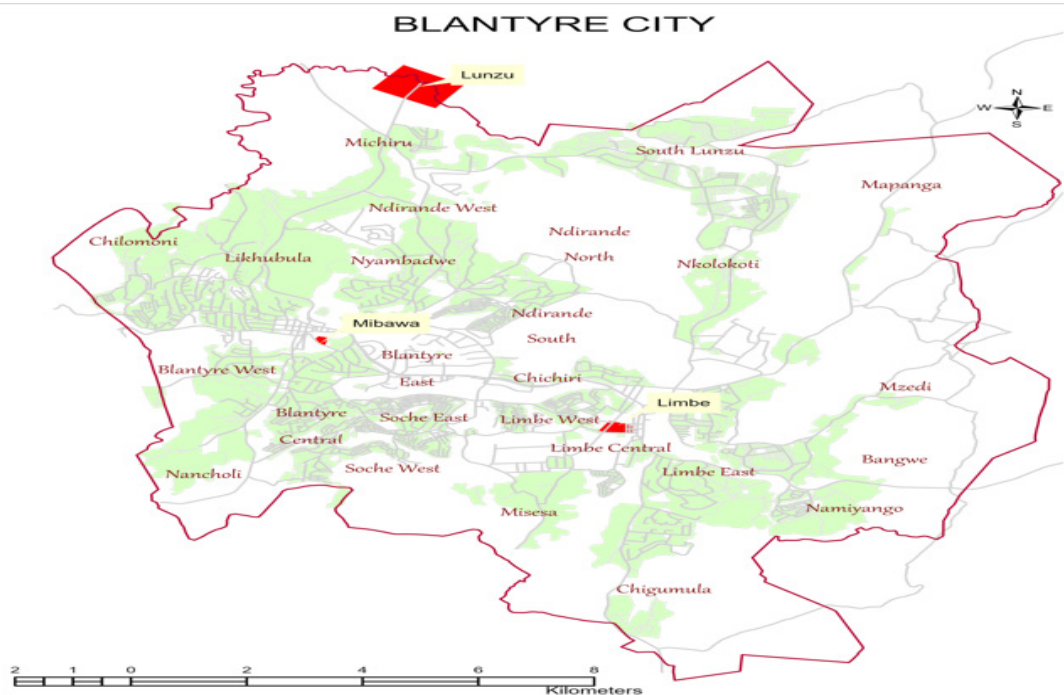 BLANTYRE CITY
Lunzu
N
W E
S
Michiru
South Lunzu
Mapanga
Ndirande West
Chilomoni
Ndirande
North
Likhubula
Nyambadwe
Nkolokoti
Ndirande
South
Mibawa
Blantyre
East
Blantyre West
Chichiri
Mzedi
Limbe
Blantyre
Central
Soche East
Limbe West
Limbe Central
Bangwe
Nancholi
Soche West
Limbe East
Misesa
Namiyango
Chigumula
2 1 0 2 4 6 8
Kilometers